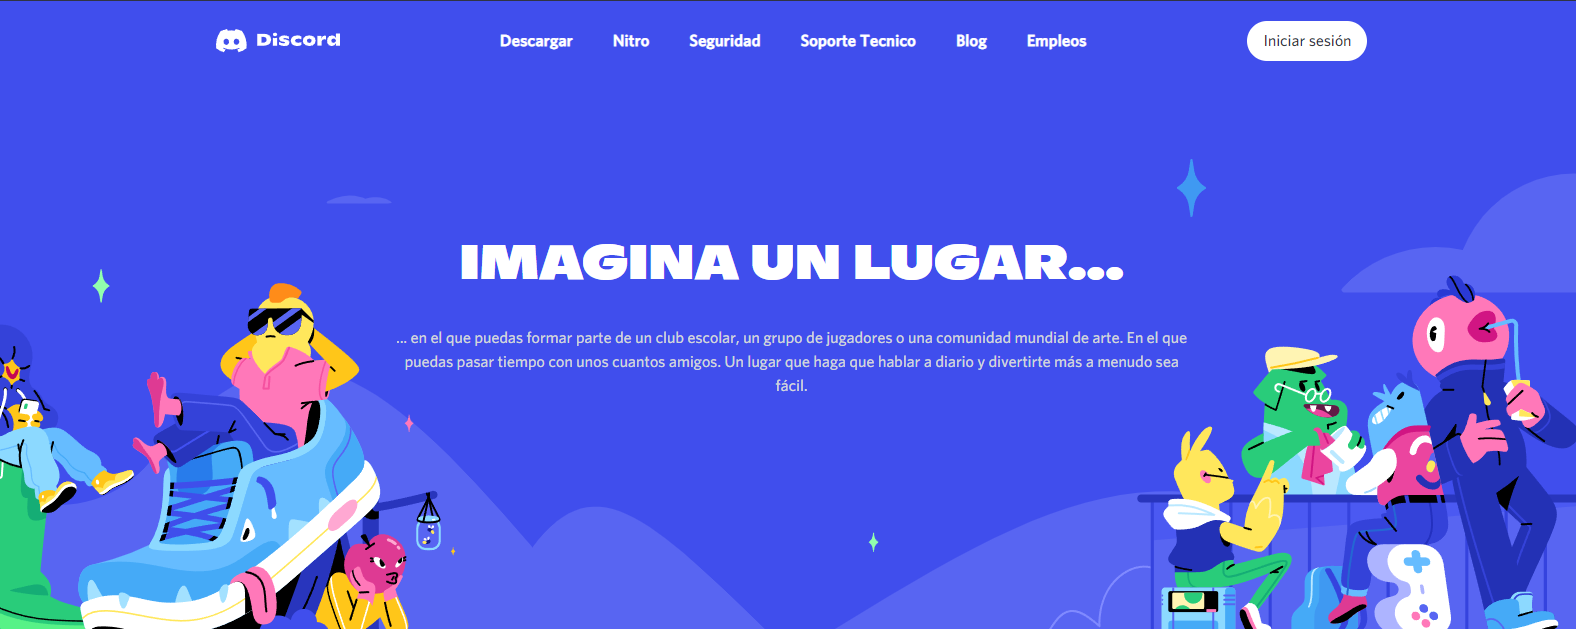 Discord
Descargar
Nitro
Seguridad
Soporte Tecnico
Blog
Empleos
Iniciar sesión
IMAGINA UN LUGAR...
... en el que puedas formar parte de un club escolar, un grupo de jugadores o una comunidad mundial de arte. En el que
puedas pasar tiempo con unos cuantos amigos. Un lugar que haga que hablar a diario y divertirte más a menudo sea
fácil.